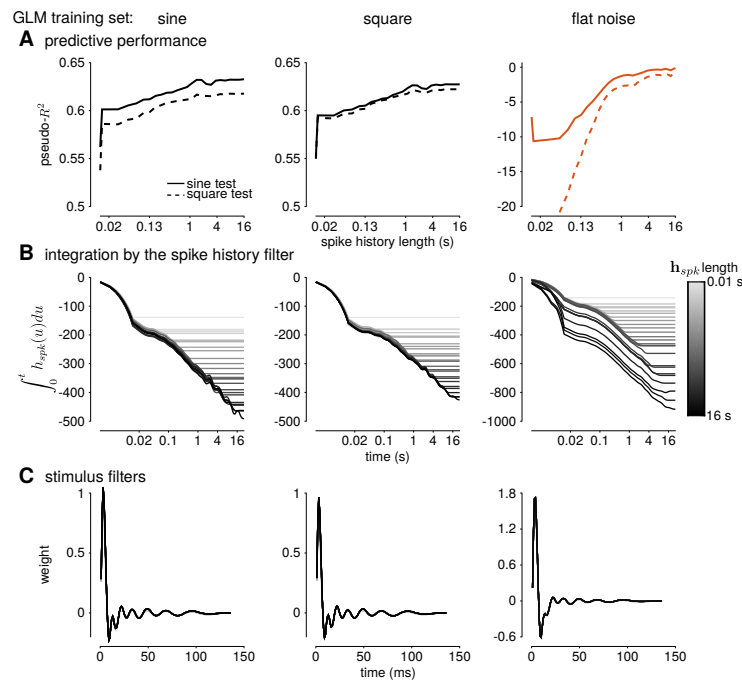 GLM training set: sine square flat noise
A predictive performance
pseudo-R²
0.65 0.65 0
0.6 0.6 -5
0.55 0.55 -10
-15
0.5 0.5 -20
sine test
square test
0.02 0.13 1 4 16 0.02 0.13 1 4 16 0.02 0.13 1 4 16
spike history length (s)
B integration by the spike history filter
∫₀ᵗ h_spk(u)du
0 0 0
-100 -100 -200
-200 -200 -400
-300 -300 -600
-400 -400 -800
-500 -500 -1000
0.02 0.1 1 4 16 0.02 0.1 1 4 16 0.02 0.1 1 4 16
time (s)
h_spk length
0.01 s
16 s
C stimulus filters
weight
1 1 1.8
1.2
0.5 0.5 0.6
0 0 0
-0.6
0 50 100 150 0 50 100 150 0 50 100 150
time (ms)